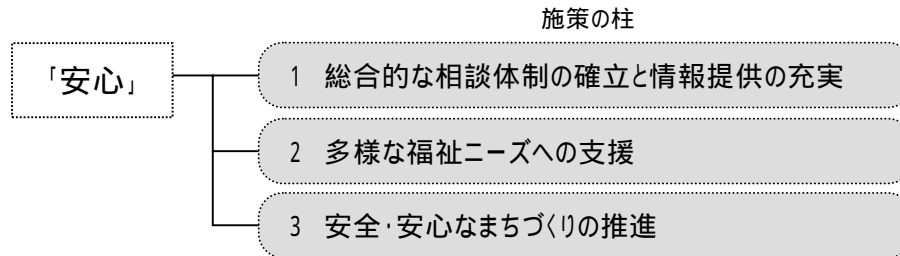 施策の柱
「安心」
1 総合的な相談体制の確立と情報提供の充実
2 多様な福祉ニーズへの支援
3 安全・安心なまちづくりの推進